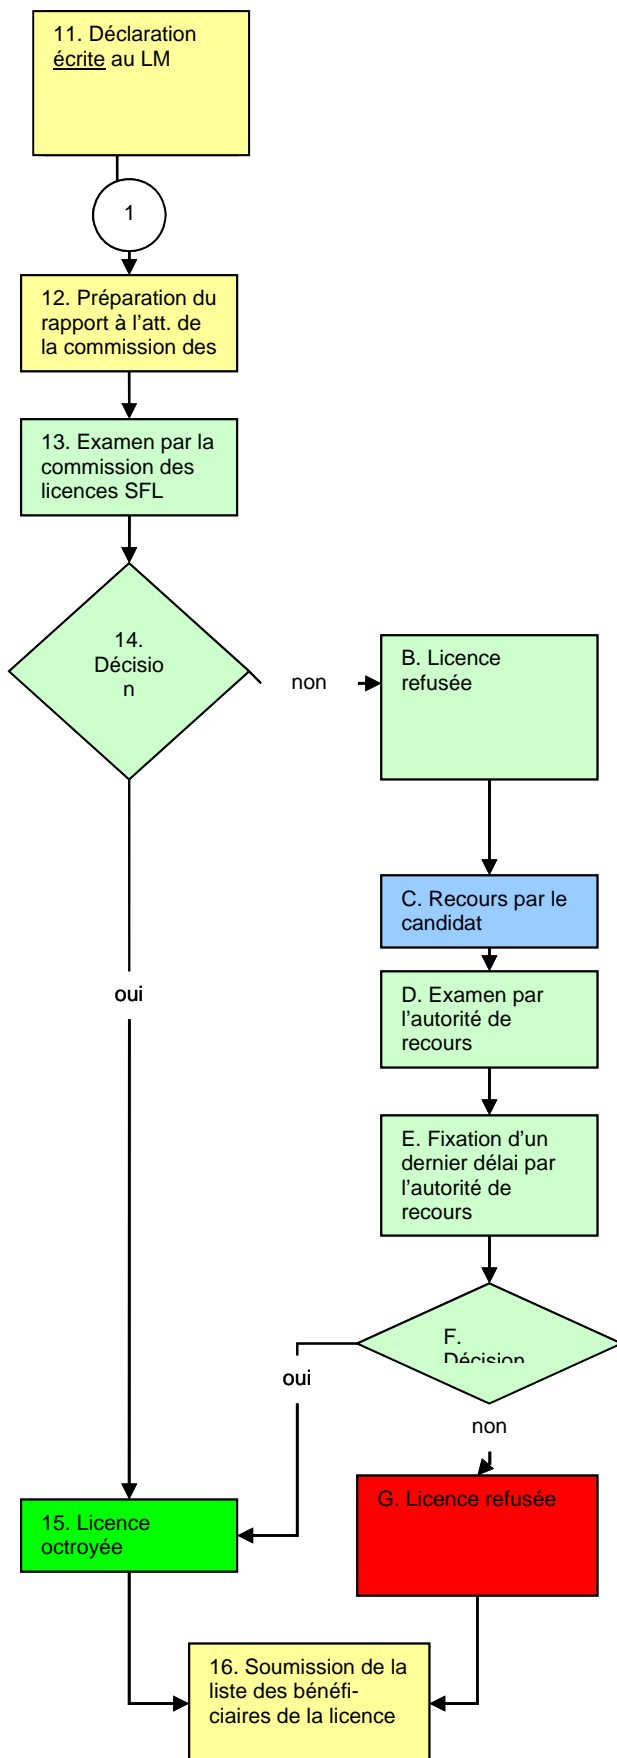 11. Déclaration
écrite au LM
1
12. Préparation du
rapport à l’att. de
la commission des
13. Examen par la
commission des
licences SFL
14.
Décisio
n
non
B. Licence
refusée
C. Recours par le
candidat
oui
D. Examen par
l’autorité de
recours
E. Fixation d’un
dernier délai par
l’autorité de
recours
F.
Décision
oui
non
G. Licence refusée
15. Licence
octroyée
16. Soumission de la
liste des bénéfi-
ciaires de la licence